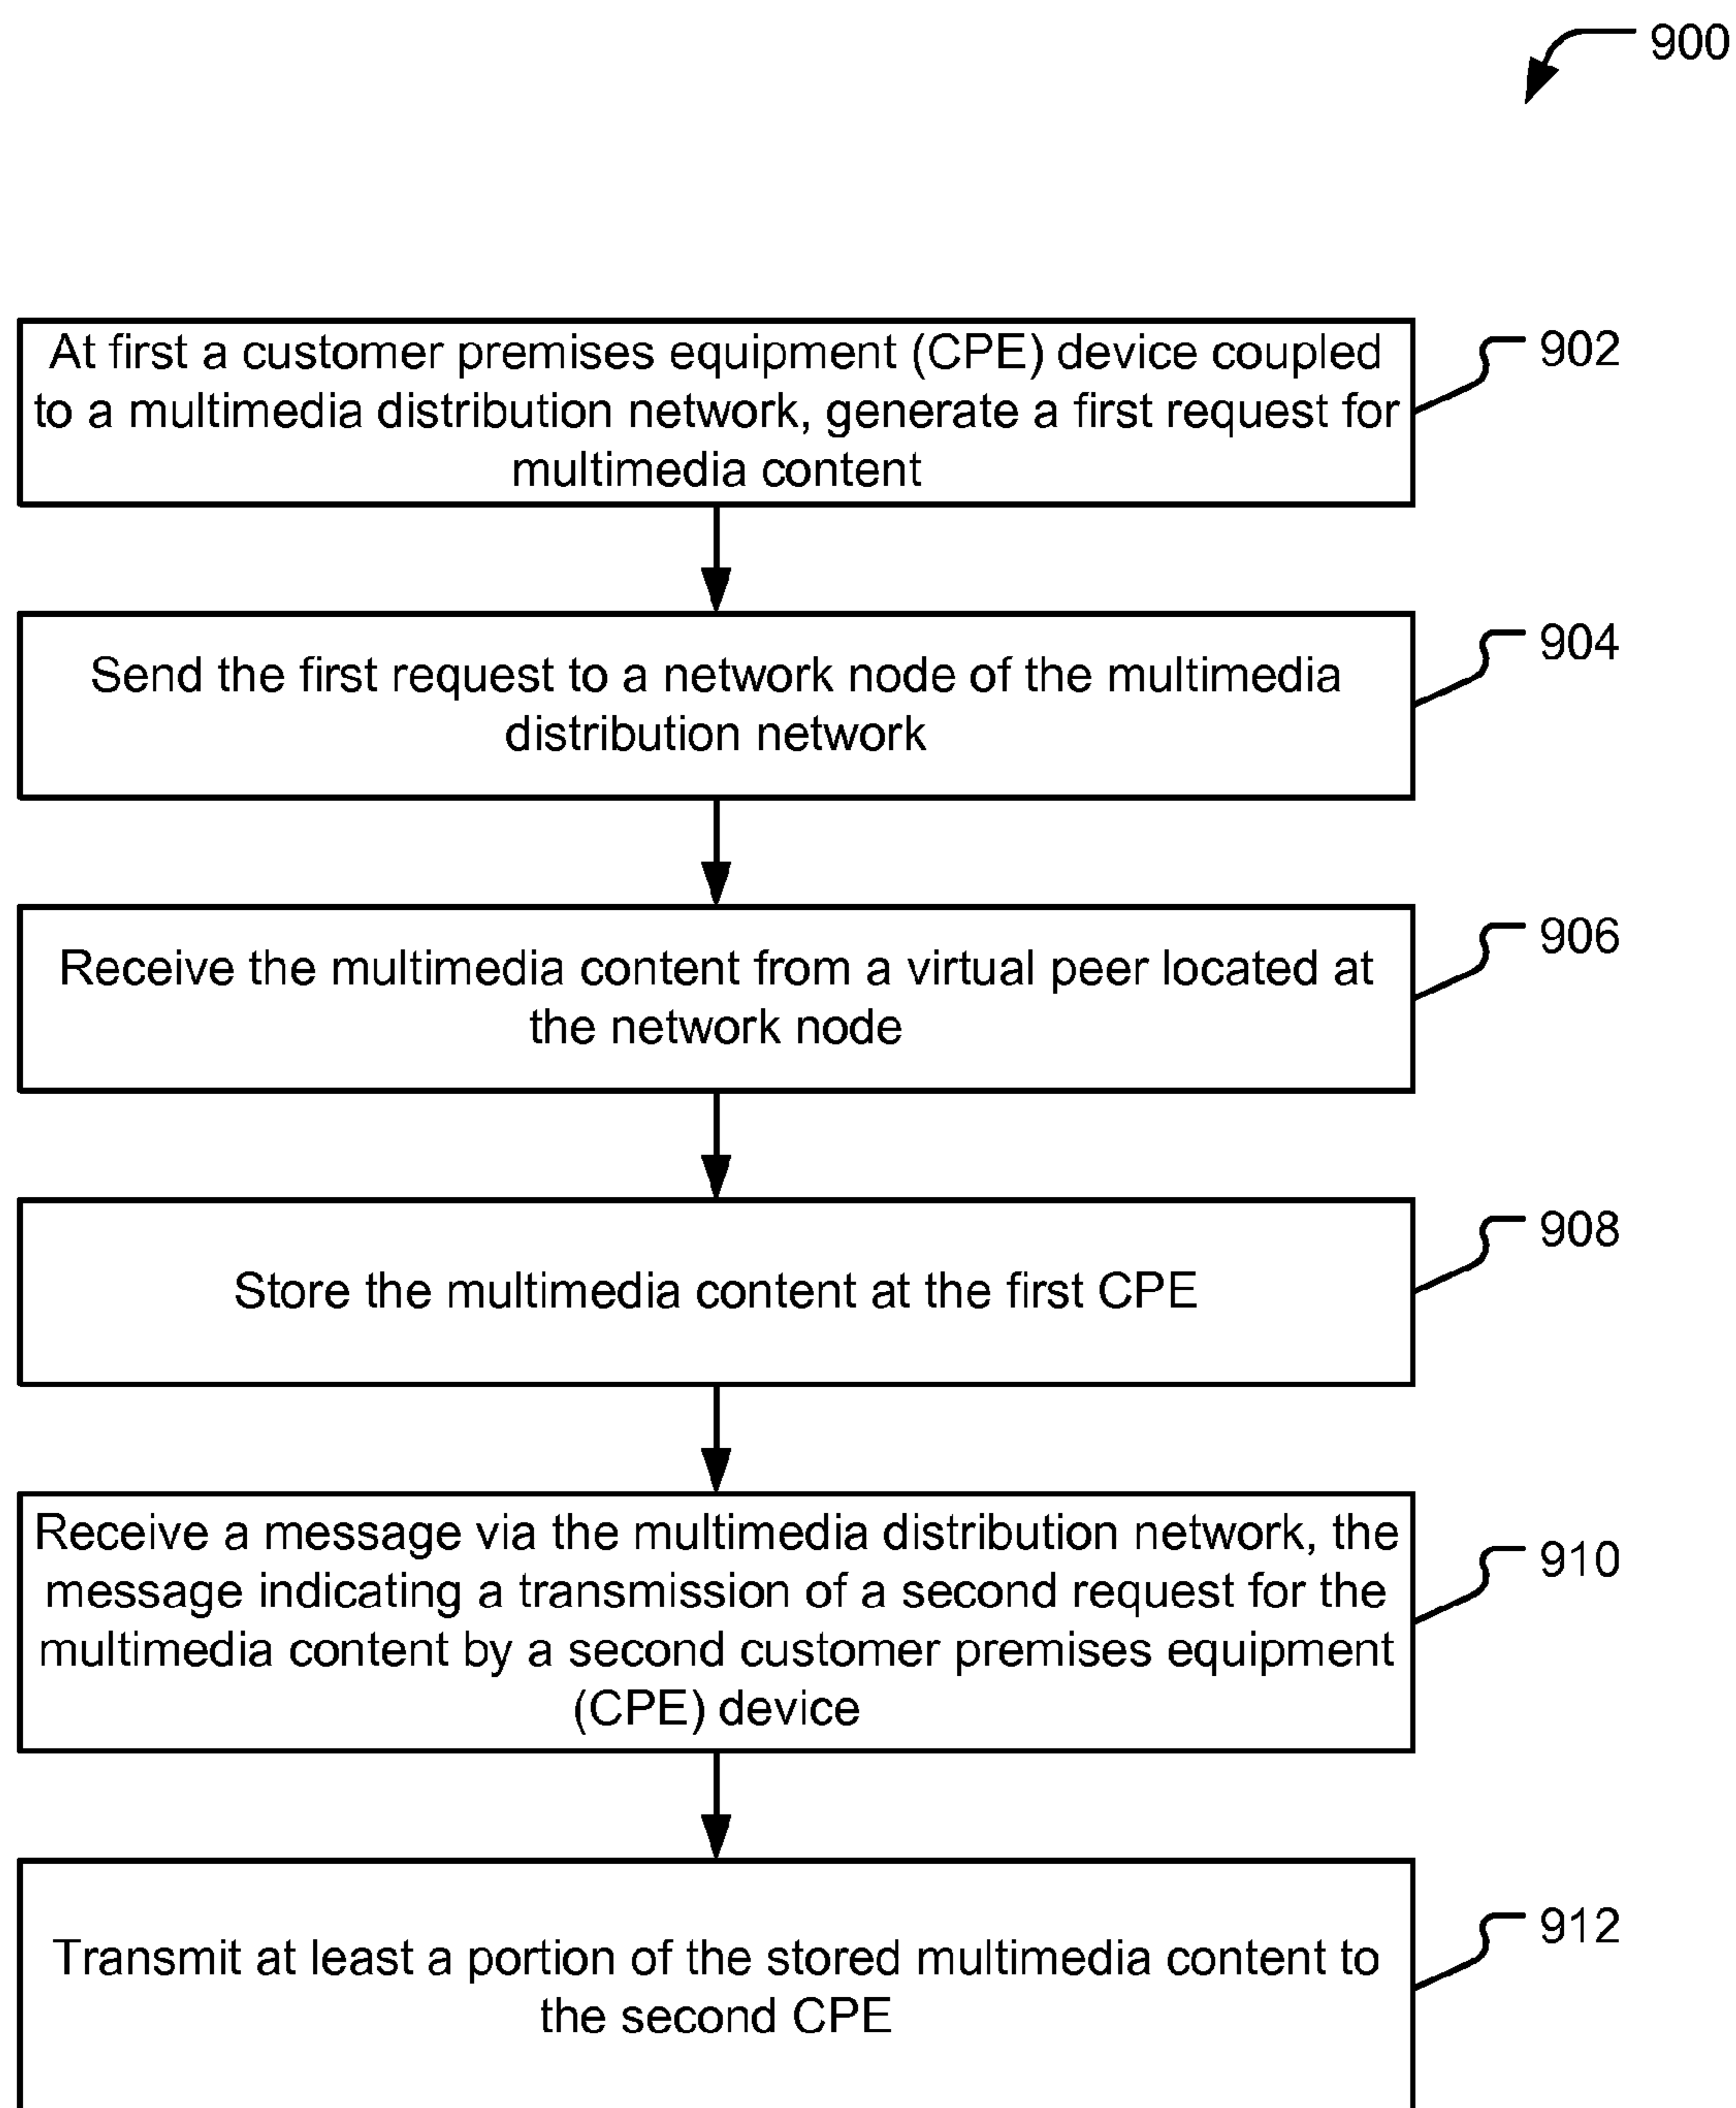 900
At first a customer premises equipment (CPE) device coupled
to a multimedia distribution network, generate a first request for
multimedia content
902
Send the first request to a network node of the multimedia
distribution network
904
Receive the multimedia content from a virtual peer located at
the network node
906
Store the multimedia content at the first CPE
908
Receive a message via the multimedia distribution network, the
message indicating a transmission of a second request for the
multimedia content by a second customer premises equipment
(CPE) device
910
Transmit at least a portion of the stored multimedia content to
the second CPE
912